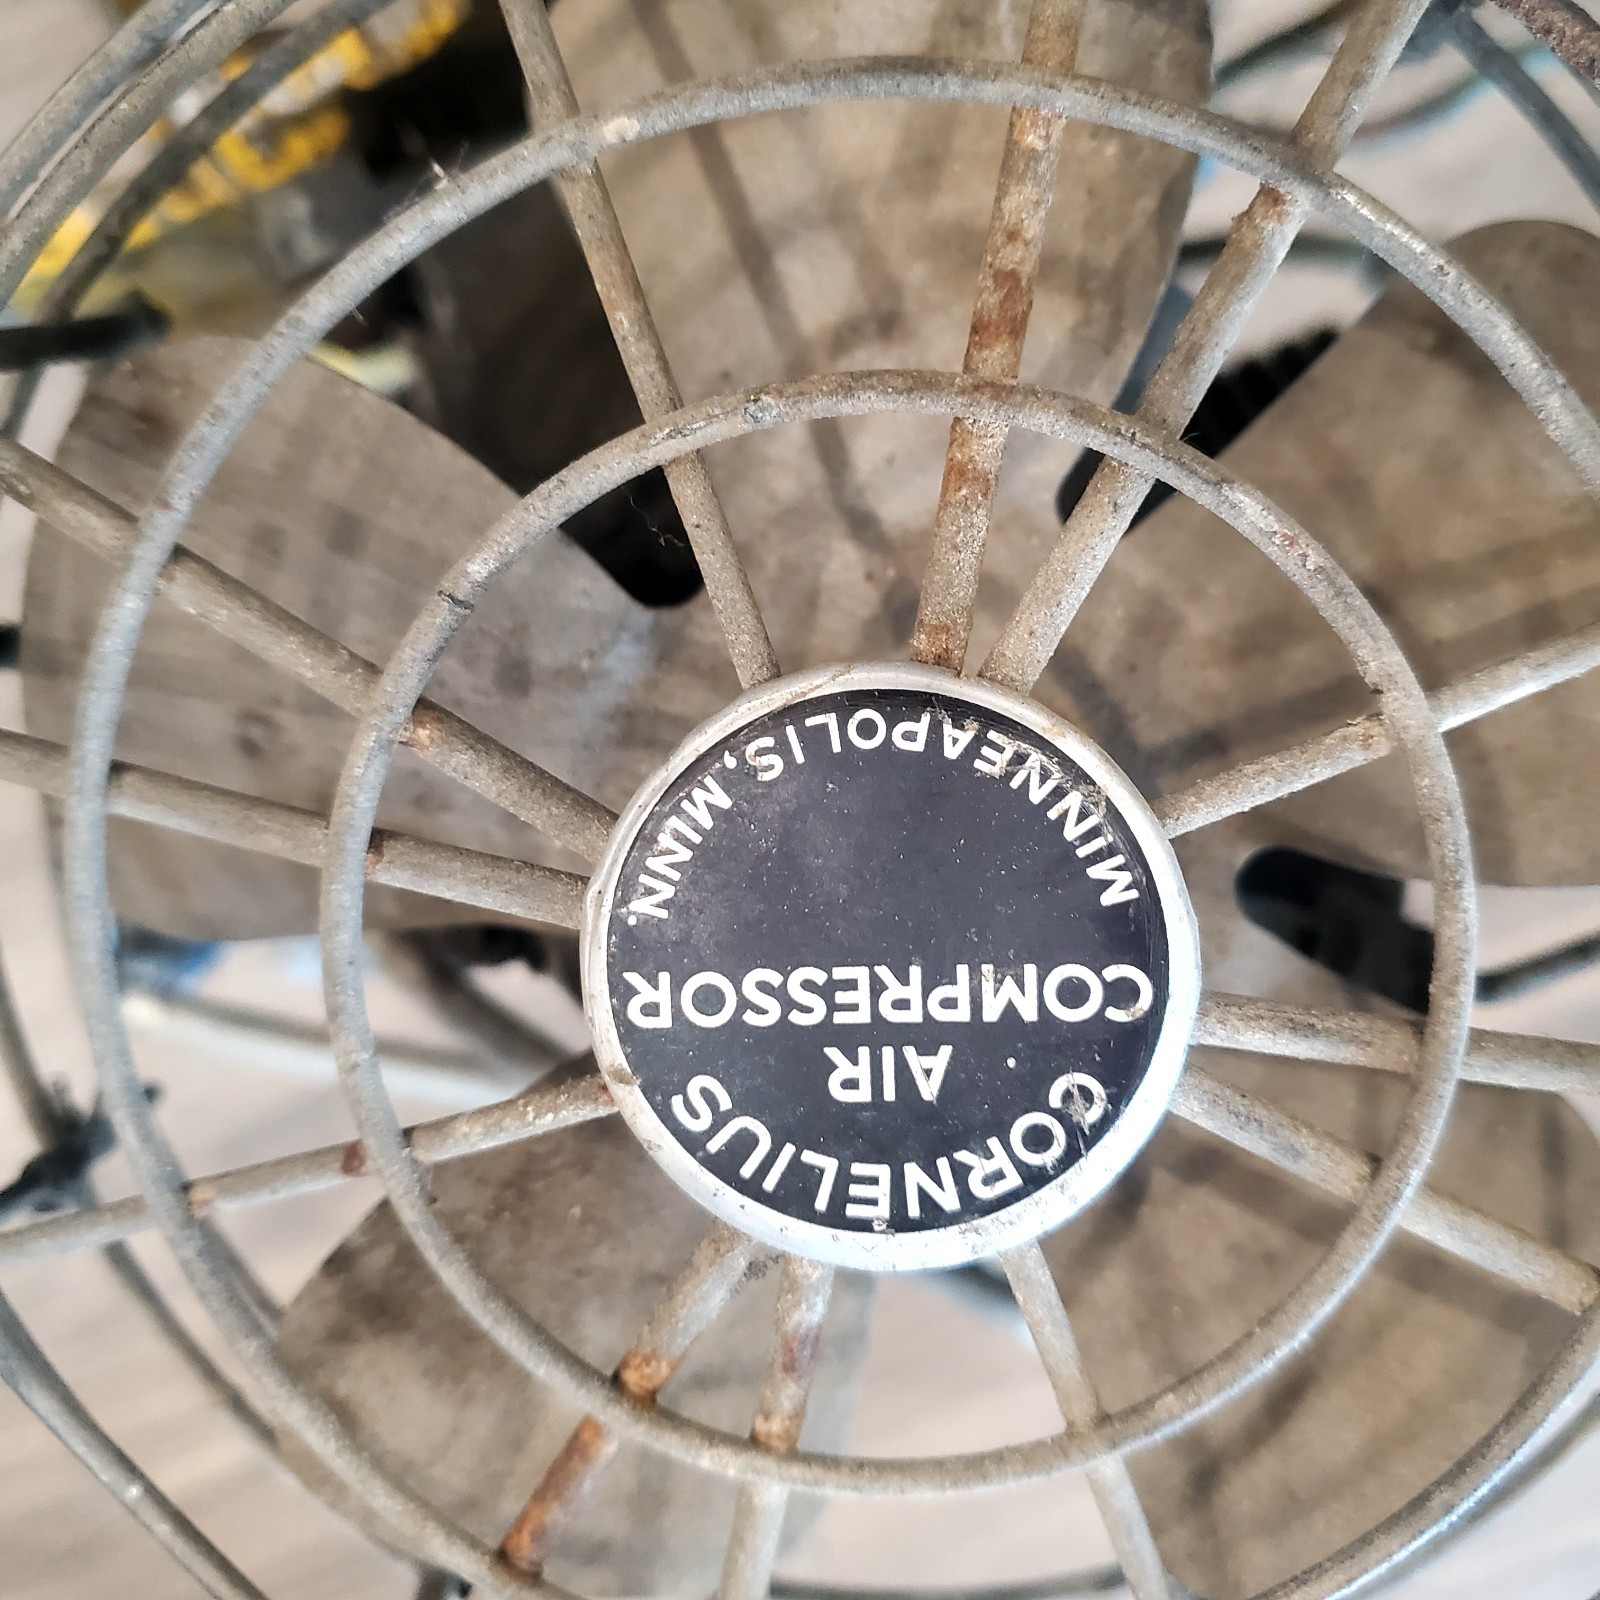 CORNELIUS
AIR
COMPRESSOR
MINNEAPOLIS, MINN.